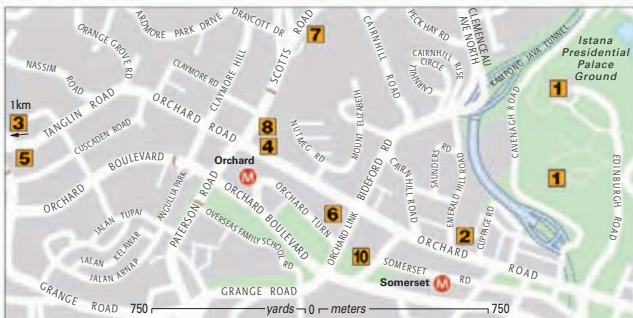 ARDMORE PARK DRIVE
DRAYCOTT DR
ORANGE GROVE RD
SCOTTS ROAD
7
PECK HAY RD
CLEMENCEAU
AVE NORTH
CAIRNHILL ROAD
CAIRNHILL
CIRCLE
CAIRNHILL RISE
KAMPONG JAVA TUNNEL
Istana
Presidential
Palace
Ground
NASSIM ROAD
CLAYMORE RD
CLAYMORE HILL
1km
3
TANGLIN ROAD
CUSCADEN ROAD
ORCHARD ROAD
8
4
NUTMEG RD
MOUNT ELIZABETH
BIDEFORD RD
CAVENAGH ROAD
1
1
EDINBURGH ROAD
5
ORCHARD BOULEVARD
Orchard
M
ANGULIA PARK
PATERSON ROAD
ORCHARD BOULEVARD
ORCHARD TURN
OVERSEAS FAMILY SCHOOL RD
6
ORCHARD LINK
CAIRNHILL ROAD
SAUNDERS RD
EMERALD HILL ROAD
2
CUPPAGE RD
ORCHARD ROAD
JALAN TUPAI
JALAN KELAWAR
JALAN ARNAP
10
SOMERSET RD
Somerset
M
GRANGE ROAD
GRANGE ROAD
750 yards 0 meters 750